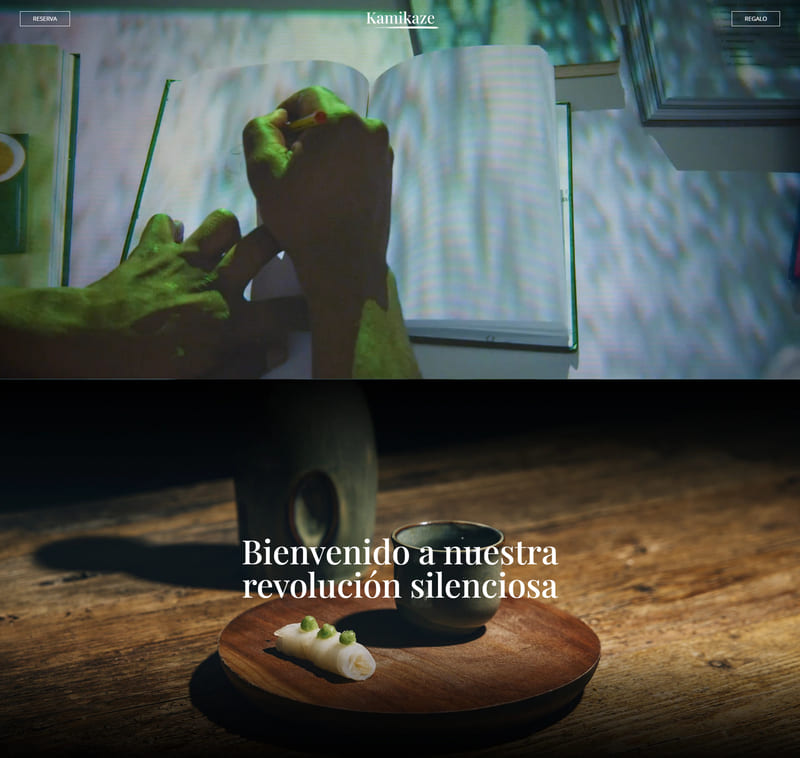 RESERVA
Kamikaze
REGALO
Bienvenido a nuestra
revolución silenciosa